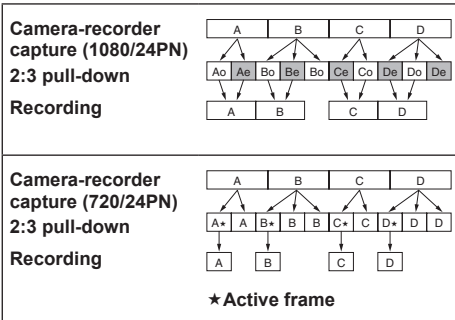 Camera-recorder
capture (1080/24PN)
A B C D
2:3 pull-down
Ao Ae Bo Be Bo Ce Co De Do De
Recording
A B C D
Camera-recorder
capture (720/24PN)
A B C D
2:3 pull-down
A★ A B★ B B C★ C D★ D D
Recording
A B C D
★Active frame